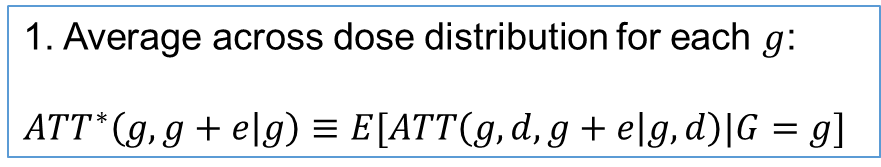 1. Average across dose distribution for each g:
ATT*(g, g + e|g) ≡ E[ATT(g, d, g + e|g, d)|G = g]